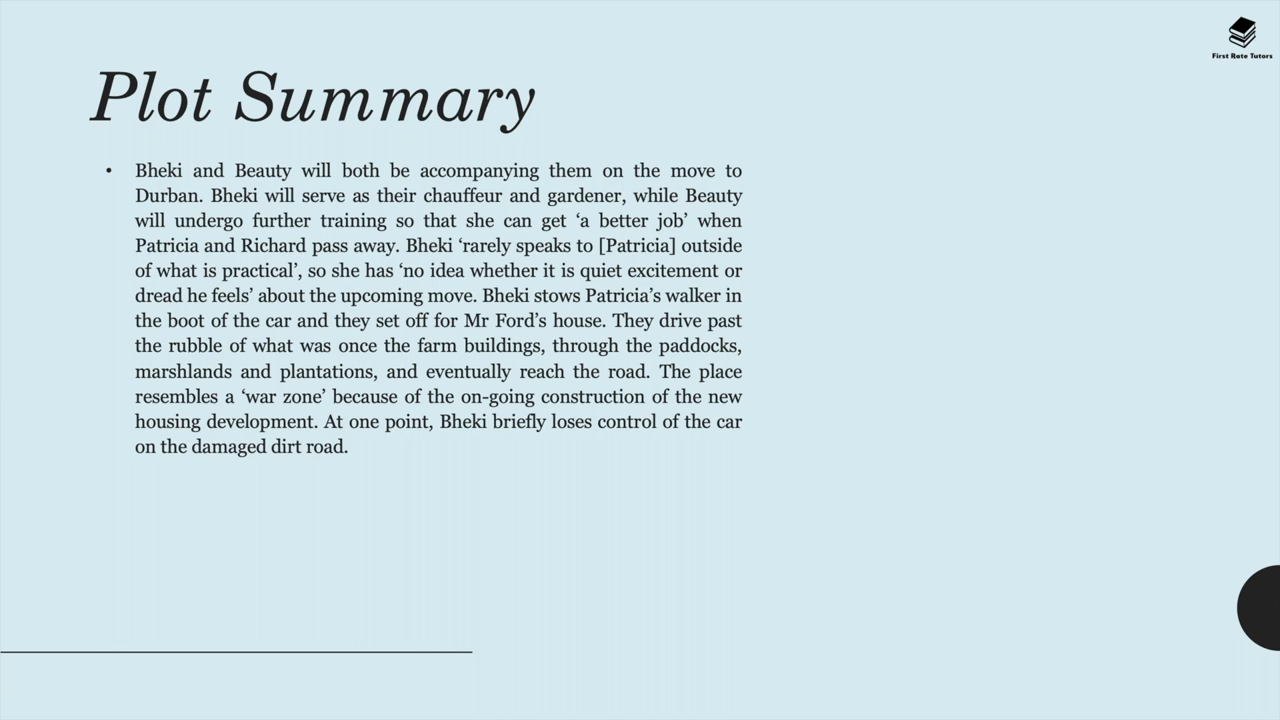 First Rate Tutors
Plot Summary
• Bheki and Beauty will both be accompanying them on the move to
Durban. Bheki will serve as their chauffeur and gardener, while Beauty
will undergo further training so that she can get ‘a better job’ when
Patricia and Richard pass away. Bheki ‘rarely speaks to [Patricia] outside
of what is practical’, so she has ‘no idea whether it is quiet excitement or
dread he feels’ about the upcoming move. Bheki stows Patricia’s walker in
the boot of the car and they set off for Mr Ford’s house. They drive past
the rubble of what was once the farm buildings, through the paddocks,
marshlands and plantations, and eventually reach the road. The place
resembles a ‘war zone’ because of the on-going construction of the new
housing development. At one point, Bheki briefly loses control of the car
on the damaged dirt road.